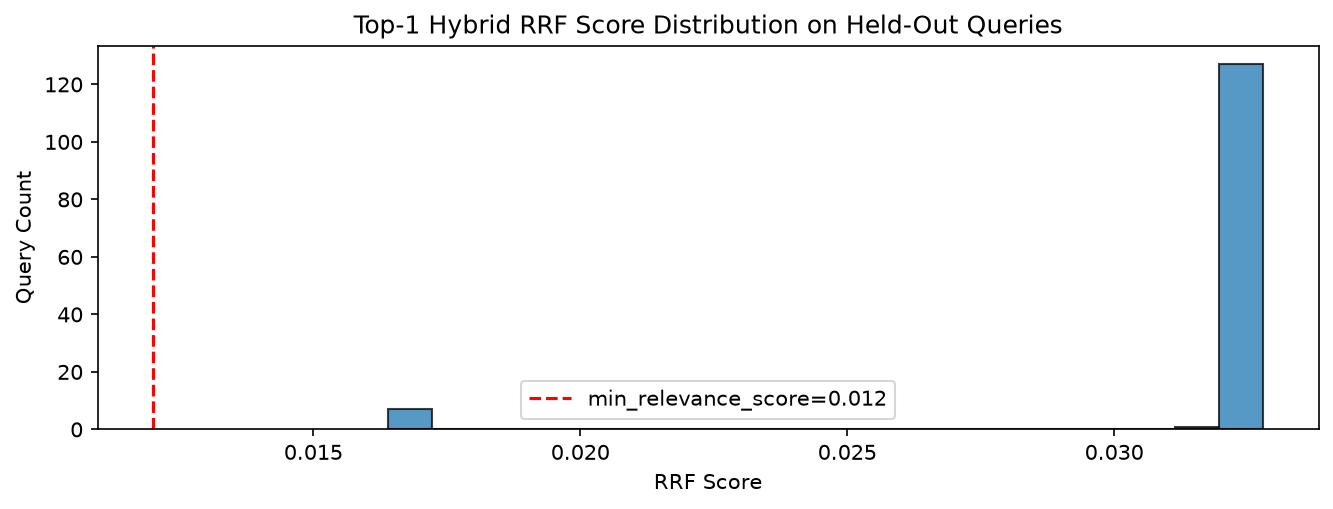 Top-1 Hybrid RRF Score Distribution on Held-Out Queries
Query Count
120
100
80
60
40
20
0
min_relevance_score=0.012
0.015 0.020 0.025 0.030
RRF Score